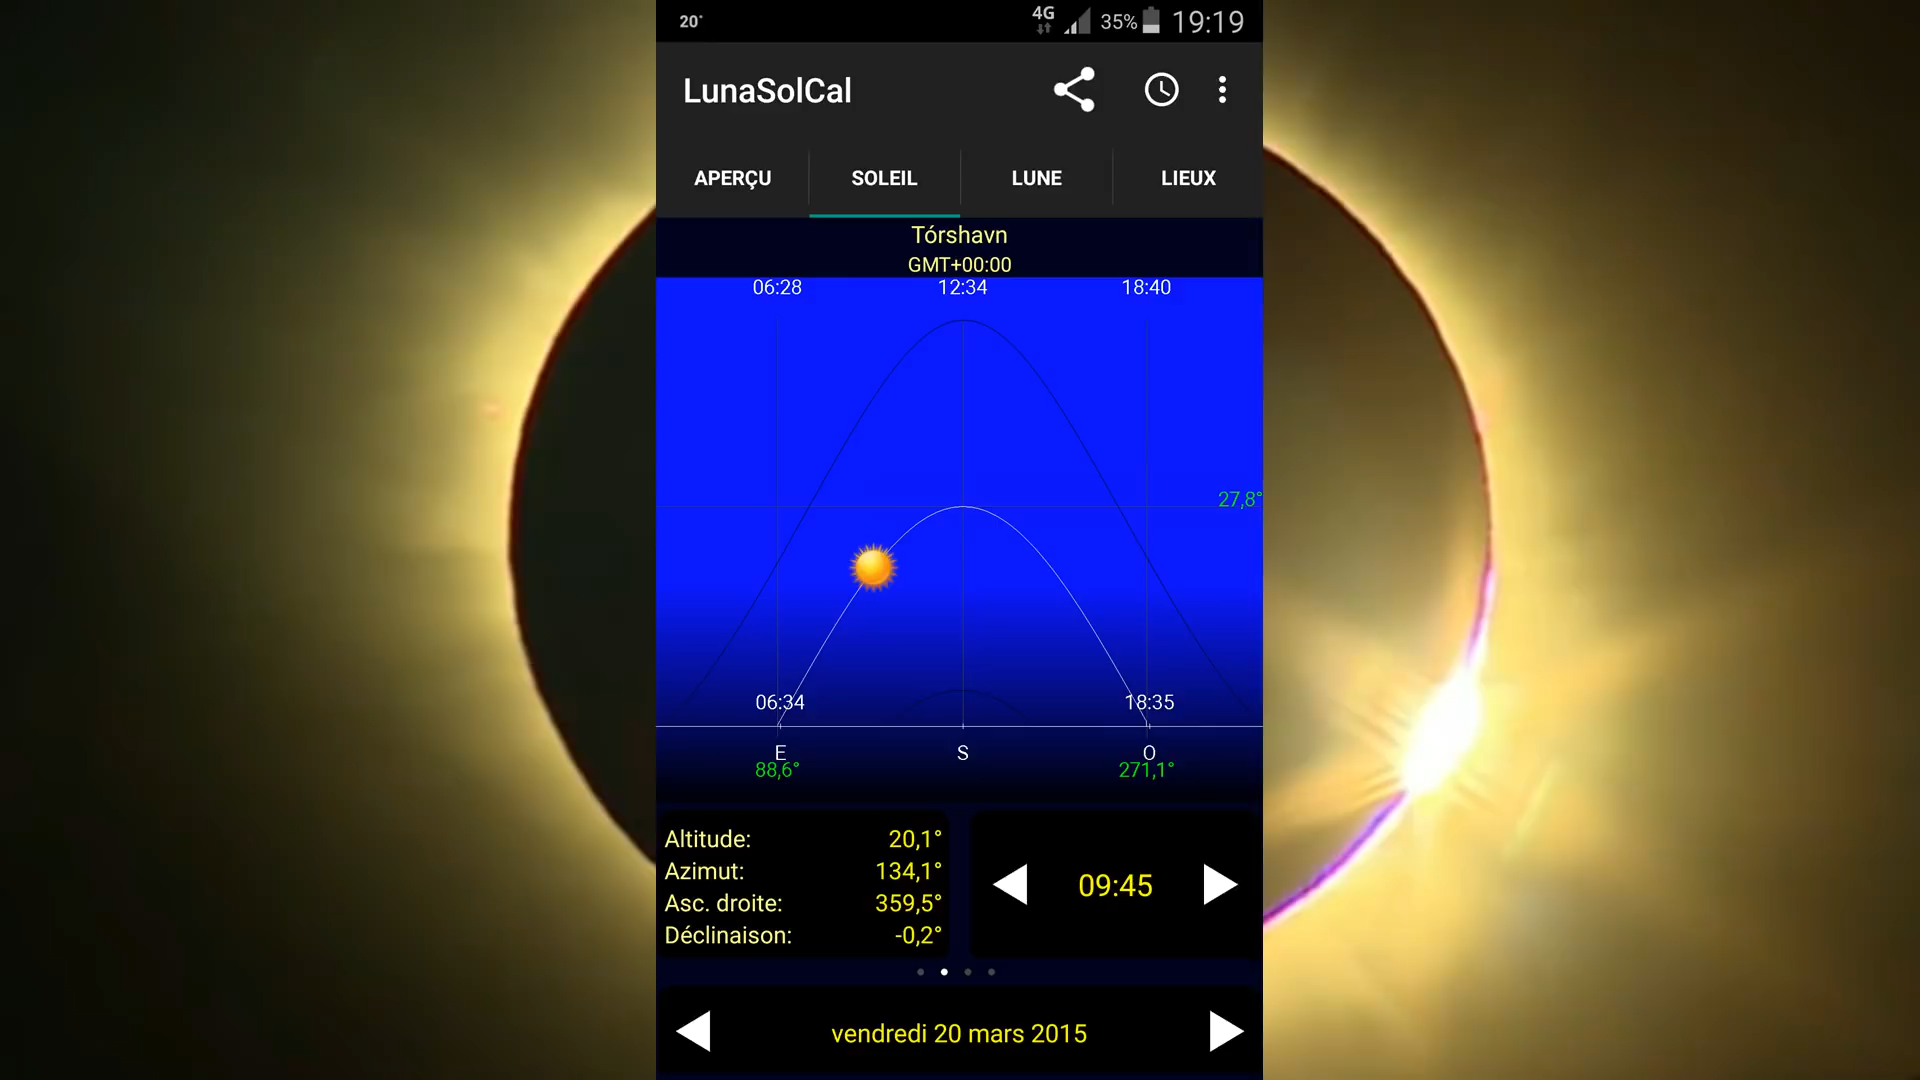 20°
4G
35%
19:19
LunaSolCal
APERÇU
SOLEIL
LUNE
LIEUX
Tórshavn
GMT+00:00
06:28
12:34
18:40
27,8°
06:34
18:35
E
S
O
88,6°
271,1°
Altitude: 20,1°
Azimut: 134,1°
Asc. droite: 359,5°
Déclinaison: -0,2°
09:45
vendredi 20 mars 2015